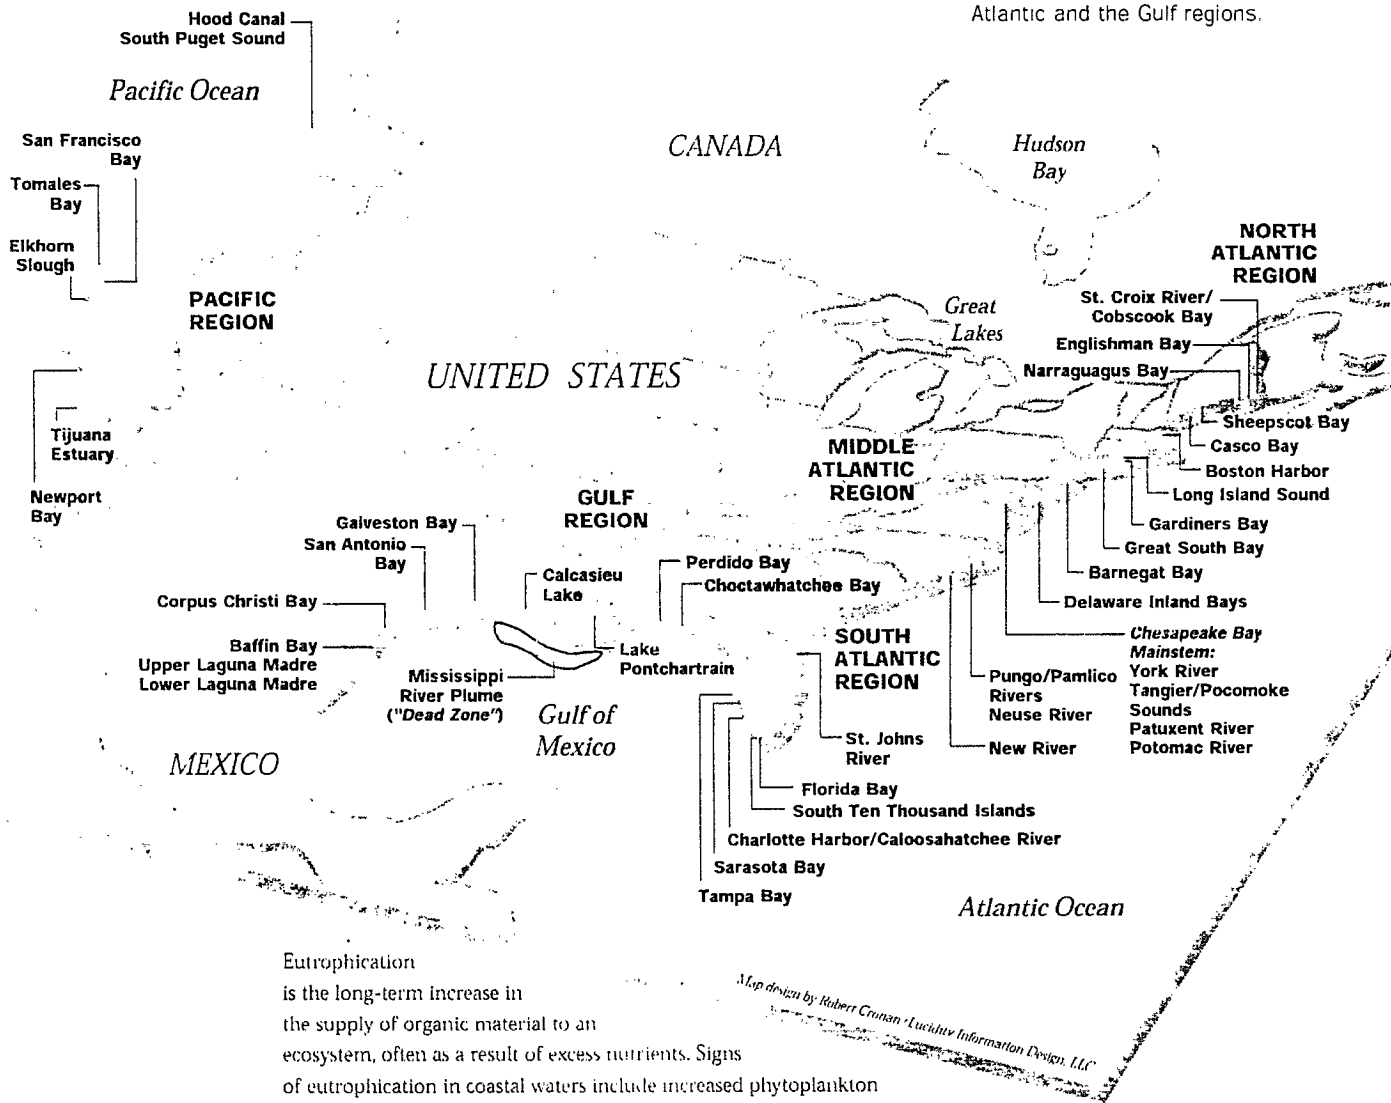 Atlantic and the Gulf regions.
Hood Canal
South Puget Sound
Pacific Ocean
San Francisco
Bay
Tomales
Bay
Elkhorn
Slough
PACIFIC
REGION
CANADA
Hudson
Bay
NORTH
ATLANTIC
REGION
Great
Lakes
St. Croix River/
Cobscook Bay
Englishman Bay
Narraguagus Bay
UNITED STATES
Sheepscot Bay
Casco Bay
Boston Harbor
Long Island Sound
Gardiners Bay
Great South Bay
Barnegat Bay
Delaware Inland Bays
Tijuana
Estuary
Newport
Bay
MIDDLE
ATLANTIC
REGION
GULF
REGION
Galveston Bay
San Antonio
Bay
Calcasieu
Lake
Perdido Bay
Choctawhatchee Bay
Corpus Christi Bay
Baffin Bay
Upper Laguna Madre
Lower Laguna Madre
Mississippi
River Plume
("Dead Zone")
Lake
Pontchartrain
SOUTH
ATLANTIC
REGION
Chesapeake Bay
Mainstem:
York River
Tangier/Pocomoke
Sounds
Patuxent River
Potomac River
Pungo/Pamlico
Rivers
Neuse River
New River
Gulf of
Mexico
MEXICO
St. Johns
River
Florida Bay
South Ten Thousand Islands
Charlotte Harbor/Caloosahatchee River
Sarasota Bay
Tampa Bay
Atlantic Ocean
Eutrophication
is the long-term increase in
the supply of organic material to an
ecosystem, often as a result of excess nutrients. Signs
of eutrophication in coastal waters include increased phytoplankton
Map design by Robert Cronan · Lucidity Information Design, LLC